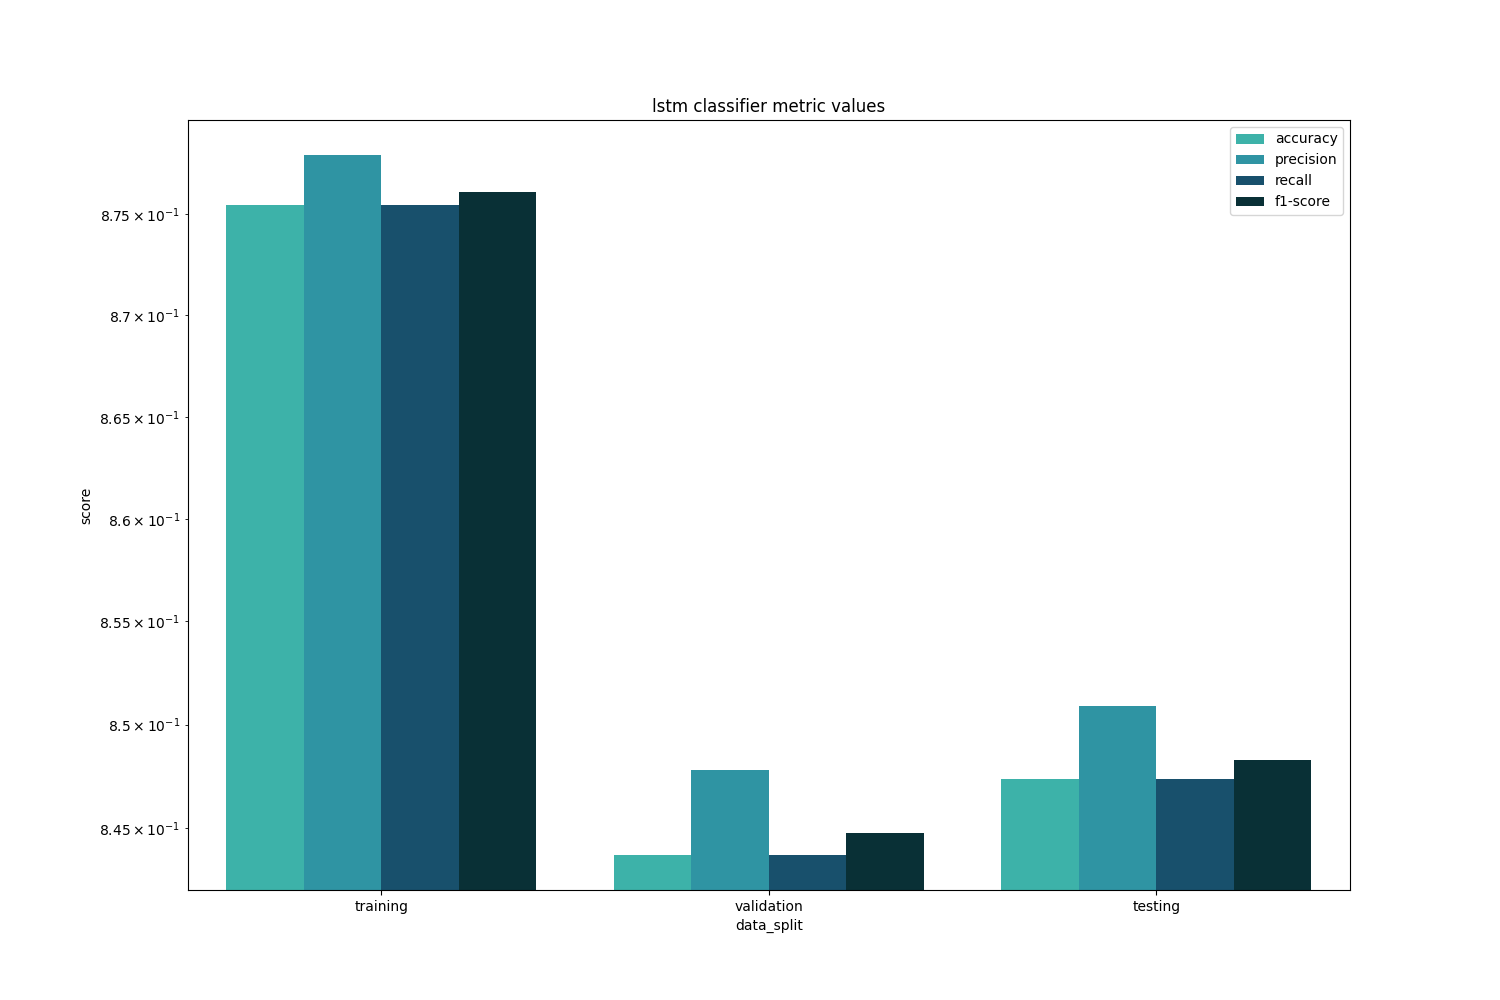 lstm classifier metric values
accuracy
precision
recall
f1-score
8.75 × 10⁻¹
8.7 × 10⁻¹
8.65 × 10⁻¹
8.6 × 10⁻¹
8.55 × 10⁻¹
8.5 × 10⁻¹
8.45 × 10⁻¹
score
training
validation
testing
data_split